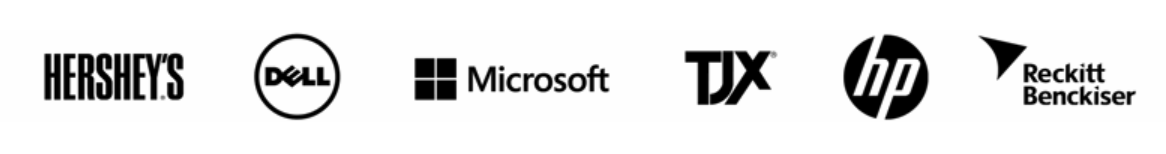 HERSHEY'S
DELL
Microsoft
TJX®
hp
Reckitt
Benckiser